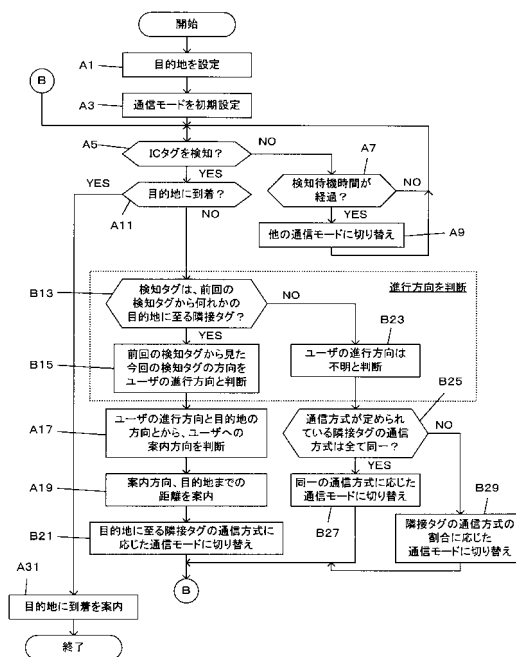 開始
A1
目的地を設定
B
A3
通信モードを初期設定
A5
ICタグを検知？
NO
A7
YES
検知待機時間が
経過？
NO
YES
目的地に到着？
A11
NO
YES
他の通信モードに切り替え
A9
進行方向を判断
B13
検知タグは、前回の
検知タグから何れかの
目的地に至る隣接タグ？
NO
B23
YES
B15
前回の検知タグから見た
今回の検知タグの方向を
ユーザの進行方向と判断
ユーザの進行方向は
不明と判断
B25
A17
ユーザの進行方向と目的地の
方向とから、ユーザへの
案内方向を判断
通信方式が定められ
ている隣接タグの通信
方式は全て同一？
NO
YES
A19
案内方向、目的地までの
距離を案内
同一の通信方式に応じた
通信モードに切り替え
B27
B29
隣接タグの通信方式の
割合に応じた
通信モードに切り替え
B21
目的地に至る隣接タグの通信方式に
応じた通信モードに切り替え
B
A31
目的地に到着を案内
終了